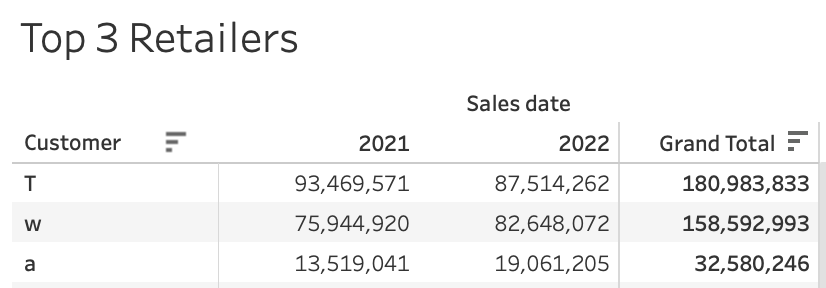 Top 3 Retailers
Sales date
Customer 2021 2022 Grand Total
T 93,469,571 87,514,262 180,983,833
w 75,944,920 82,648,072 158,592,993
a 13,519,041 19,061,205 32,580,246